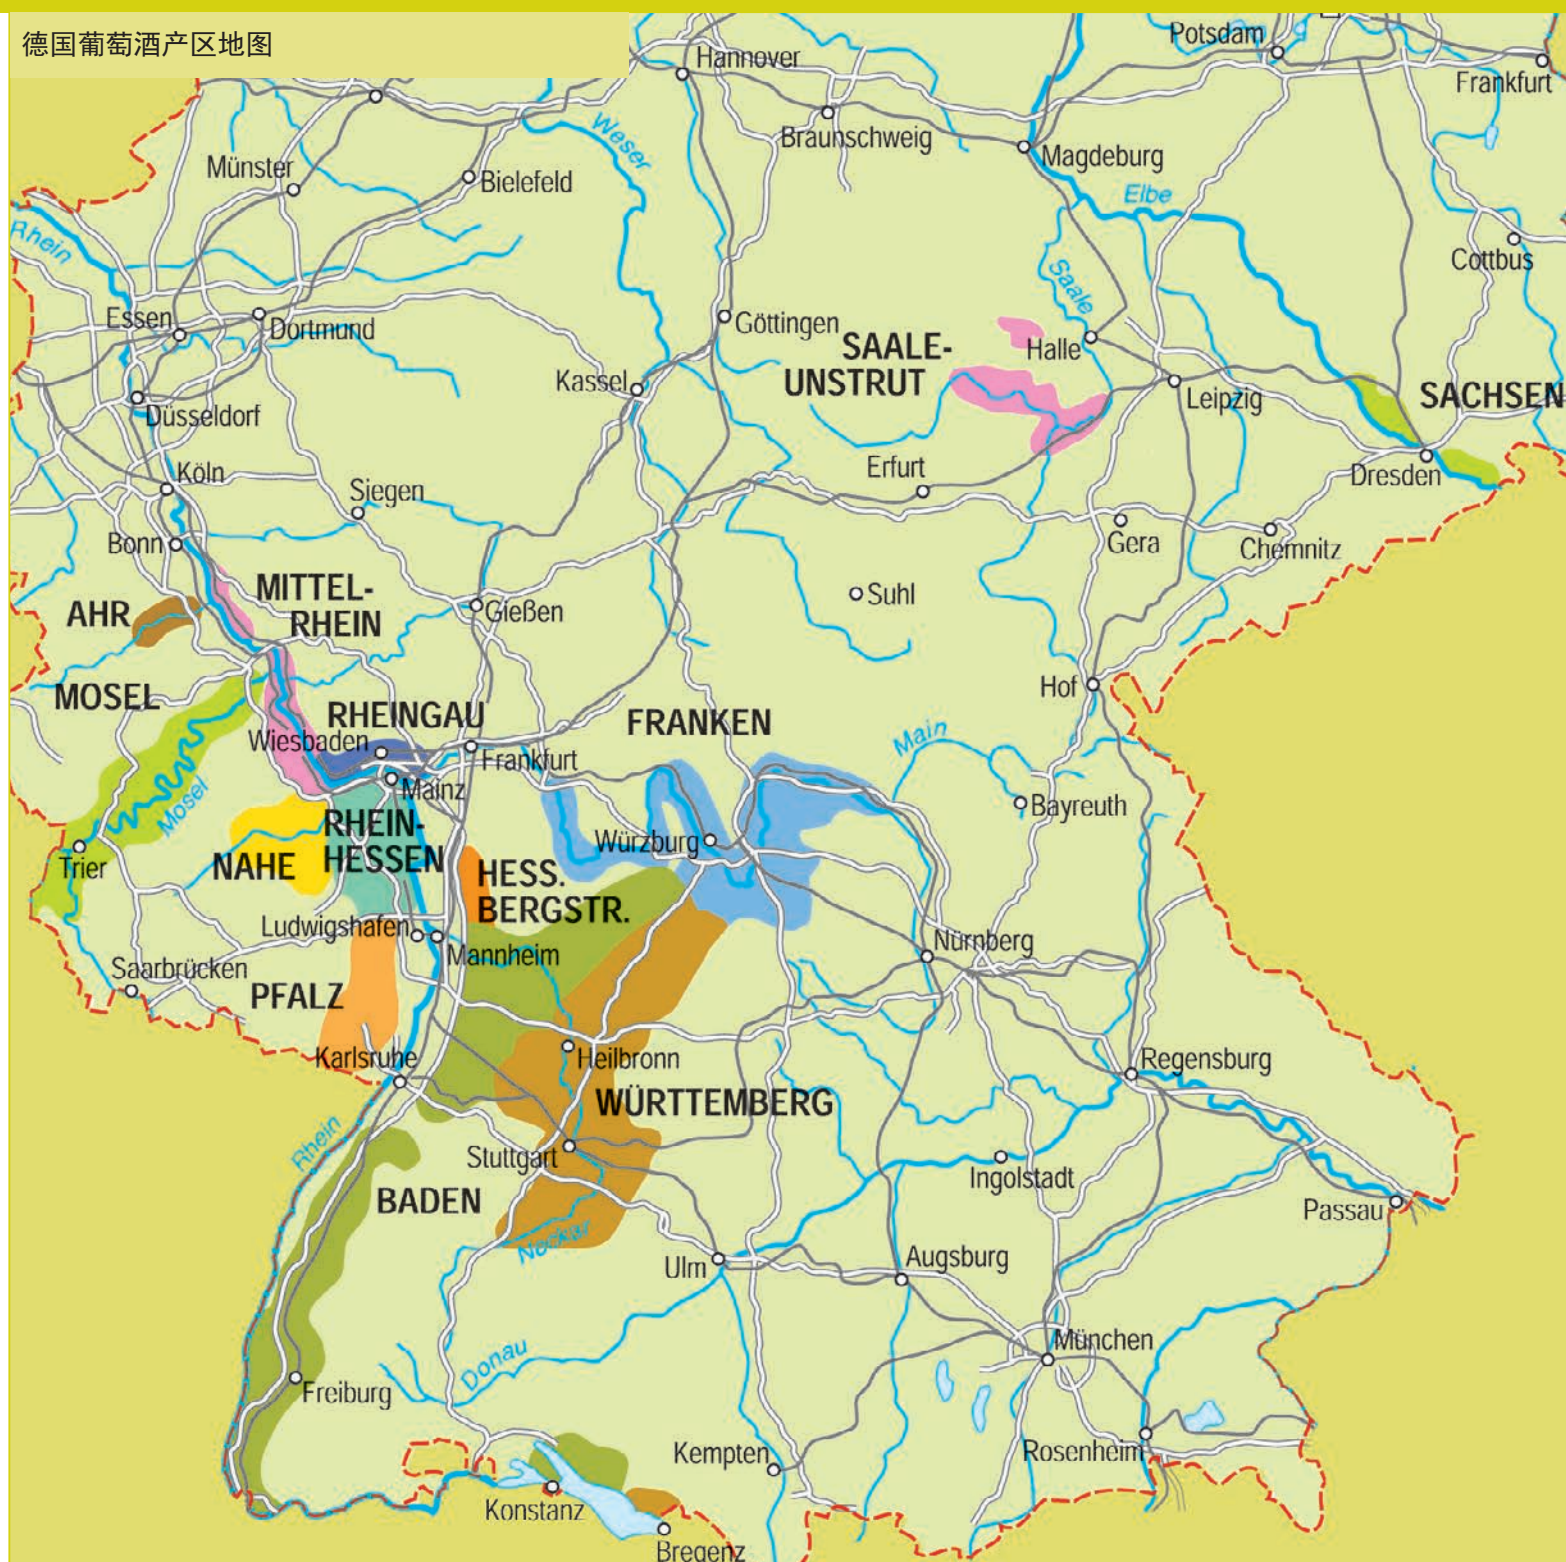 德国葡萄酒产区地图
Potsdam
Hannover
Frankfurt
Braunschweig
Weser
Magdeburg
Münster
Bielefeld
Elbe
Rhein
Cottbus
Saale
Essen
Dortmund
Göttingen
SAALE-
UNSTRUT
Halle
Kassel
Leipzig
SACHSEN
Düsseldorf
Köln
Siegen
Erfurt
Dresden
Bonn
Gera
Chemnitz
MITTEL-
RHEIN
AHR
Gießen
Suhl
MOSEL
Hof
RHEINGAU
FRANKEN
Wiesbaden
Main
Frankfurt
Mainz
Mosel
Bayreuth
RHEIN-
HESSEN
Würzburg
Trier
NAHE
HESS.
BERGSTR.
Ludwigshafen
Mannheim
Nürnberg
Saarbrücken
PFALZ
Karlsruhe
Heilbronn
Regensburg
WÜRTTEMBERG
Rhein
Stuttgart
Ingolstadt
BADEN
Passau
Neckar
Ulm
Augsburg
München
Donau
Freiburg
Kempten
Rosenheim
Konstanz
Bregenz